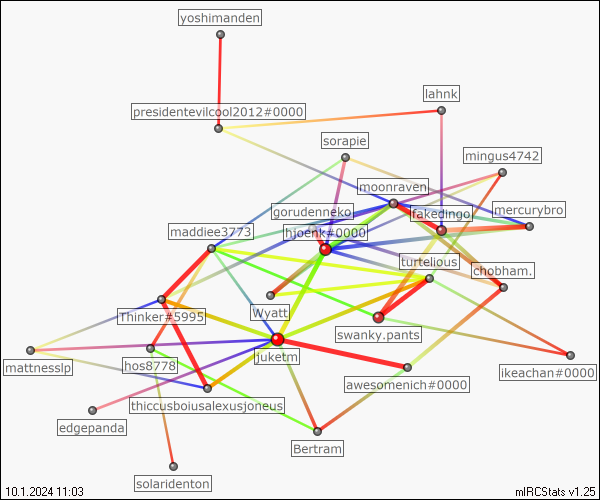 yoshimanden
lahnk
presidentevilcool2012#0000
sorapie
mingus4742
moonraven
gorudenneko
fakedingo
mercurybro
maddiee3773
hjoenk#0000
turtelious
chobham.
Thinker#5995
Wyatt
swanky.pants
mattnesslp
hos8778
juketm
ikeachan#0000
awesomenich#0000
thiccusboiusalexusjoneus
edgepanda
Bertram
solaridenton
10.1.2024 11:03
mIRCStats v1.25